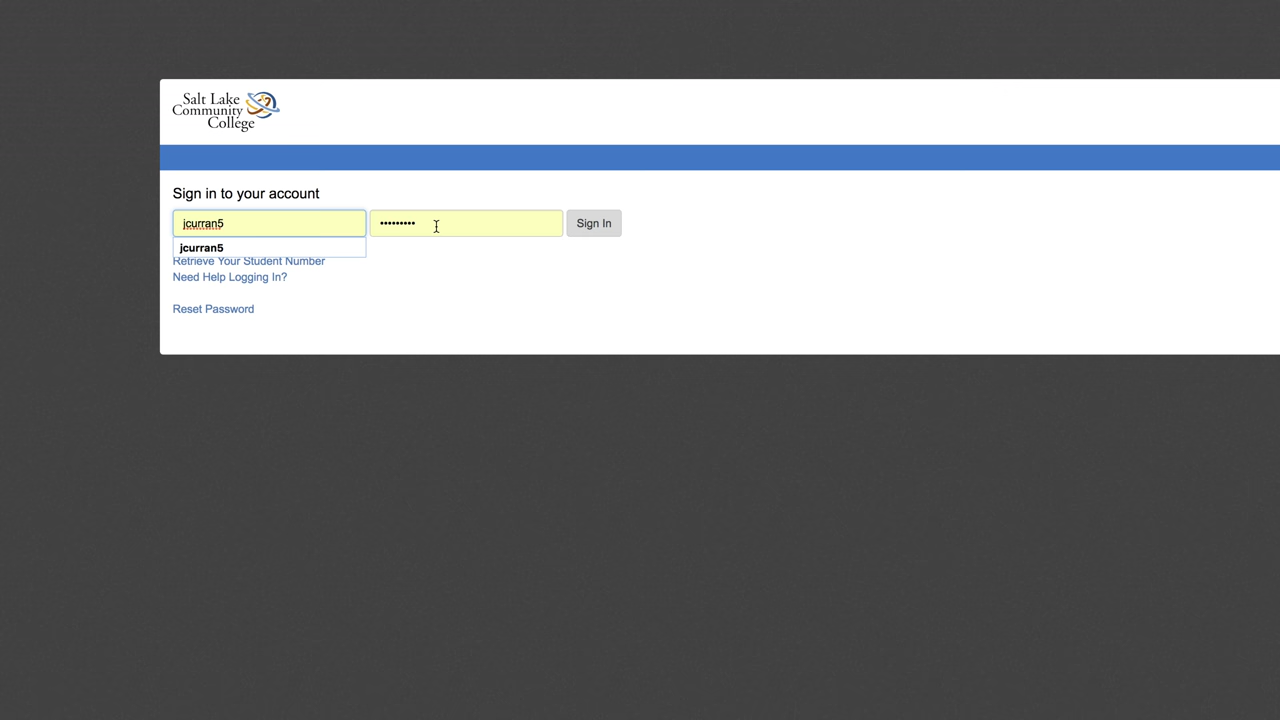 Salt Lake
Community
College
Sign in to your account
jcurran5
••••••••• Sign In
jcurran5
Retrieve Your Student Number
Need Help Logging In?
Reset Password